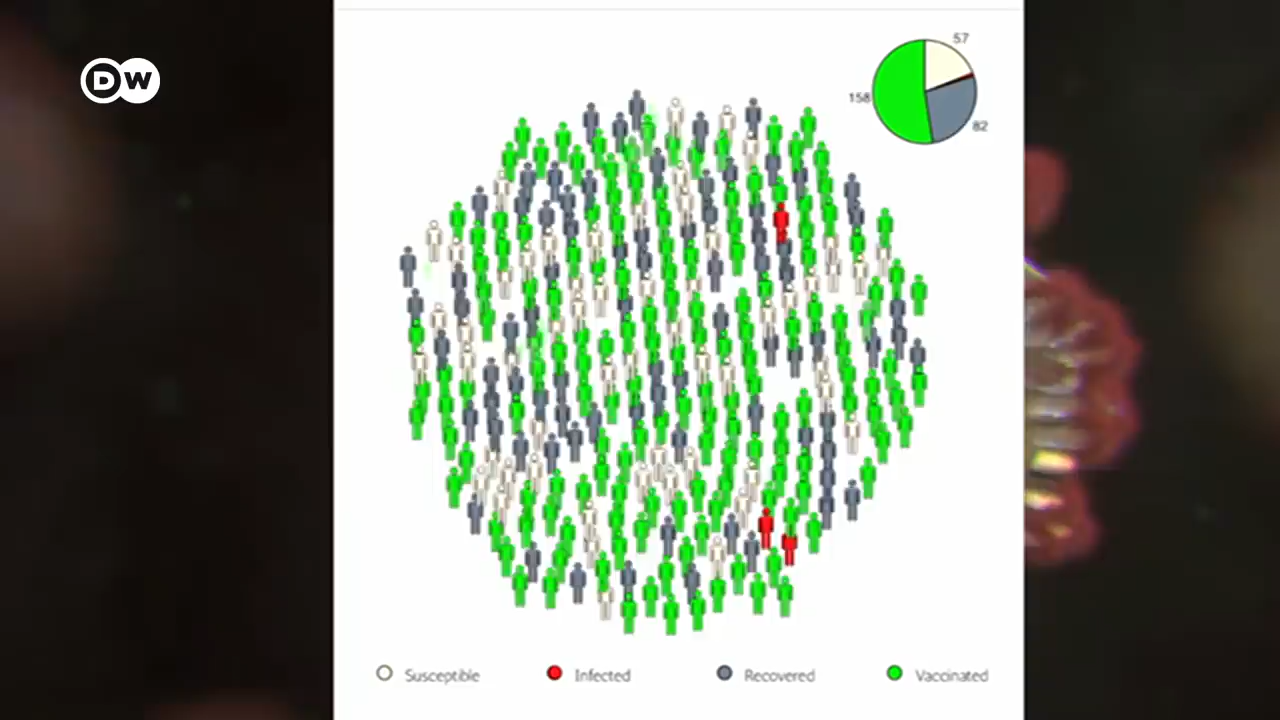 DW
57
158
82
Susceptible
Infected
Recovered
Vaccinated